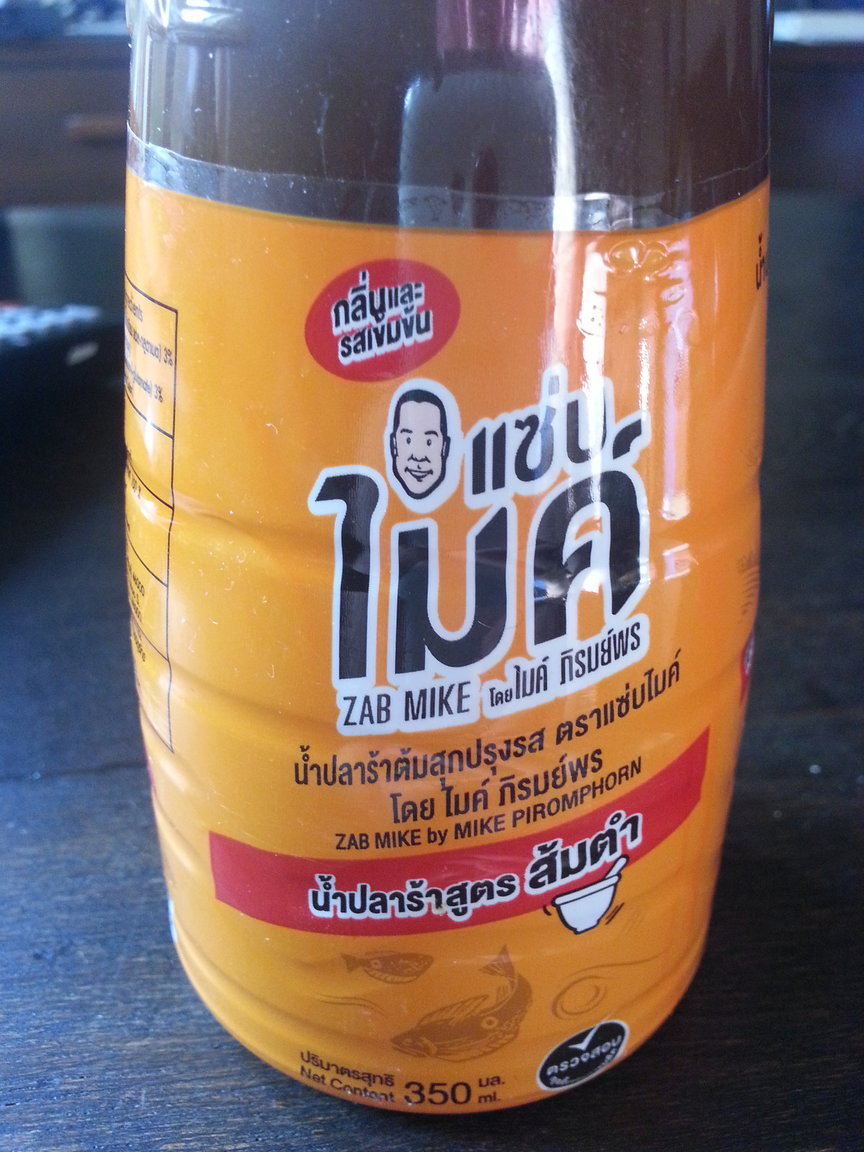 กลิ่นและ
รสเข้มข้น
แซ่บ
ไมค์
ZAB MIKE โดย ไมค์ ภิรมย์พร
น้ำปลาร้าต้มสุกปรุงรส ตราแซ่บไมค์
โดย ไมค์ ภิรมย์พร
ZAB MIKE by MIKE PIROMPHORN
น้ำปลาร้าสูตร ส้มตำ
ปริมาตรสุทธิ
Net Content 350 มล.
ml.
ตรวจสอบ
3%
3%